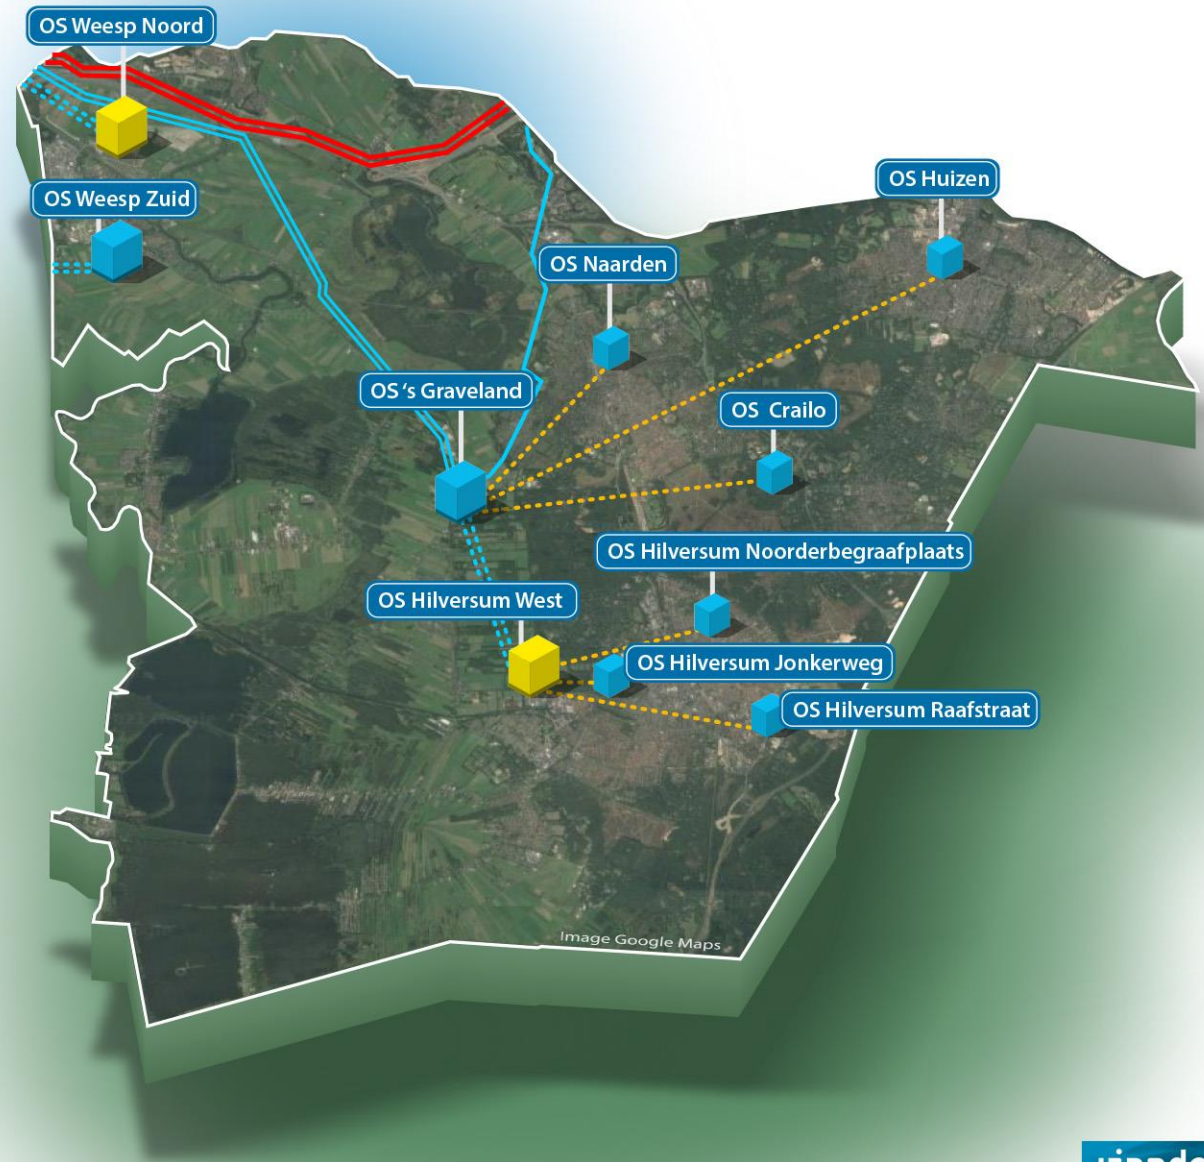 OS Weesp Noord
OS Huizen
OS Weesp Zuid
OS Naarden
OS ‘s Graveland
OS  Crailo
OS Hilversum Noorderbegraafplaats
OS Hilversum West
OS Hilversum Jonkerweg
OS Hilversum Raafstraat
Image Google Maps